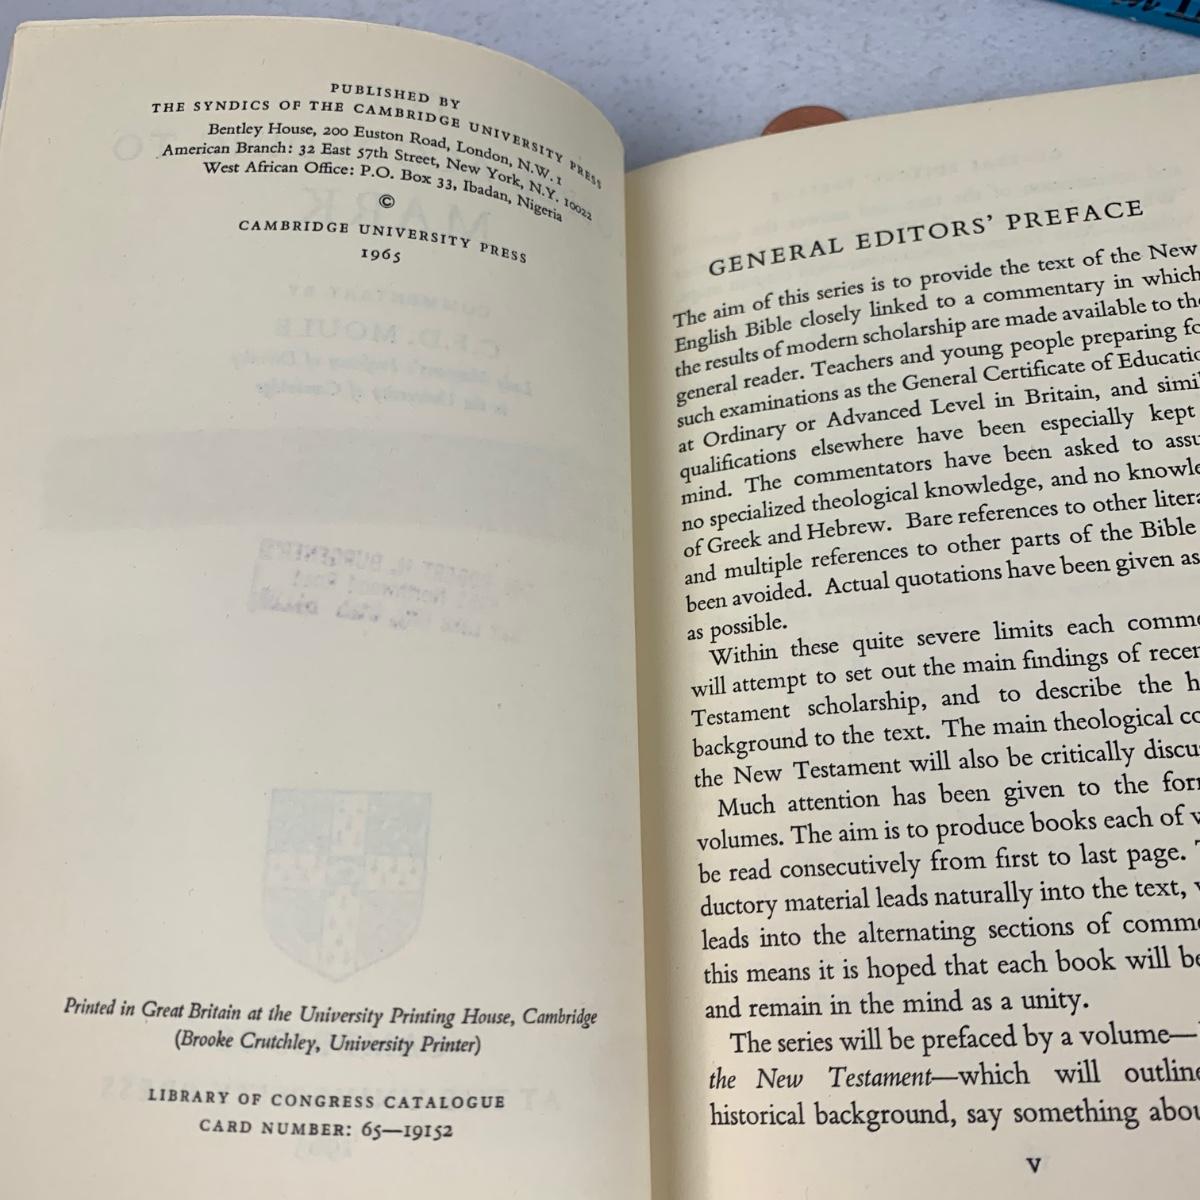 PUBLISHED BY
THE SYNDICS OF THE CAMBRIDGE UNIVERSITY PRESS
Bentley House, 200 Euston Road, London, N.W. 1
American Branch: 32 East 57th Street, New York, N.Y. 10022
West African Office: P.O. Box 33, Ibadan, Nigeria
©
CAMBRIDGE UNIVERSITY PRESS
1965
Printed in Great Britain at the University Printing House, Cambridge
(Brooke Crutchley, University Printer)
LIBRARY OF CONGRESS CATALOGUE
CARD NUMBER: 65—19152
GENERAL EDITORS' PREFACE
The aim of this series is to provide the text of the New
English Bible closely linked to a commentary in which
the results of modern scholarship are made available to the
general reader. Teachers and young people preparing fo
such examinations as the General Certificate of Educatio
at Ordinary or Advanced Level in Britain, and simil
qualifications elsewhere have been especially kept
mind. The commentators have been asked to assu
no specialized theological knowledge, and no knowle
of Greek and Hebrew. Bare references to other litera
and multiple references to other parts of the Bible
been avoided. Actual quotations have been given as
as possible.
Within these quite severe limits each comme
will attempt to set out the main findings of recen
Testament scholarship, and to describe the h
background to the text. The main theological co
the New Testament will also be critically discu
Much attention has been given to the for
volumes. The aim is to produce books each of w
be read consecutively from first to last page. T
ductory material leads naturally into the text, w
leads into the alternating sections of comme
this means it is hoped that each book will be
and remain in the mind as a unity.
The series will be prefaced by a volume—
the New Testament—which will outline
historical background, say something abou
v